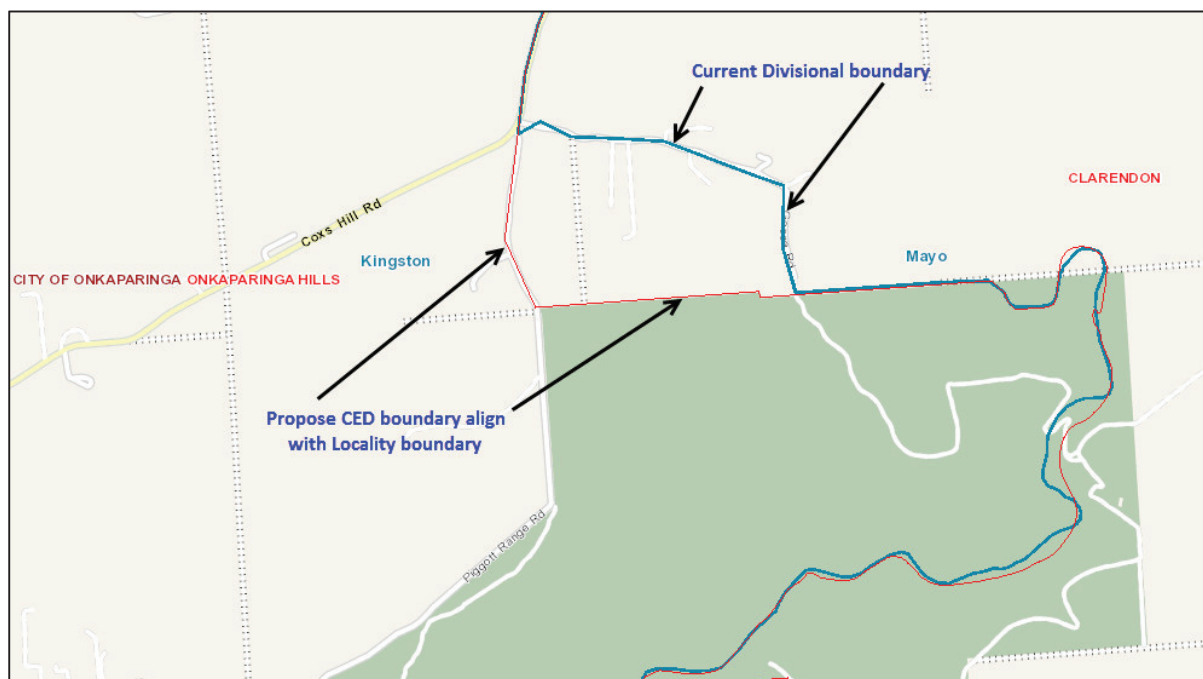 Current Divisional boundary
CLARENDON
Coxs Hill Rd
Kingston
Mayo
CITY OF ONKAPARINGA ONKAPARINGA HILLS
Propose CED boundary align
with Locality boundary
Piggott Range Rd